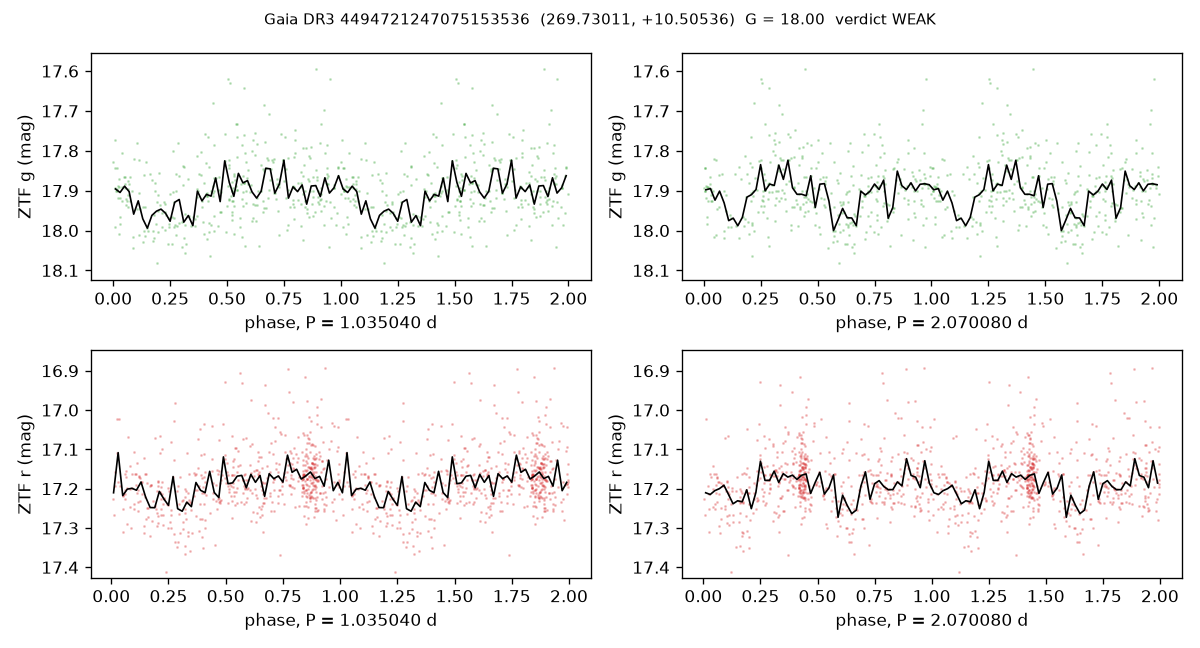 Gaia DR3 4494721247075153536 (269.73011, +10.50536) G = 18.00 verdict WEAK
ZTF g (mag)
17.6
17.7
17.8
17.9
18.0
18.1
0.00 0.25 0.50 0.75 1.00 1.25 1.50 1.75 2.00
phase, P = 1.035040 d
ZTF g (mag)
17.6
17.7
17.8
17.9
18.0
18.1
0.00 0.25 0.50 0.75 1.00 1.25 1.50 1.75 2.00
phase, P = 2.070080 d
ZTF r (mag)
16.9
17.0
17.1
17.2
17.3
17.4
0.00 0.25 0.50 0.75 1.00 1.25 1.50 1.75 2.00
phase, P = 1.035040 d
ZTF r (mag)
16.9
17.0
17.1
17.2
17.3
17.4
0.00 0.25 0.50 0.75 1.00 1.25 1.50 1.75 2.00
phase, P = 2.070080 d